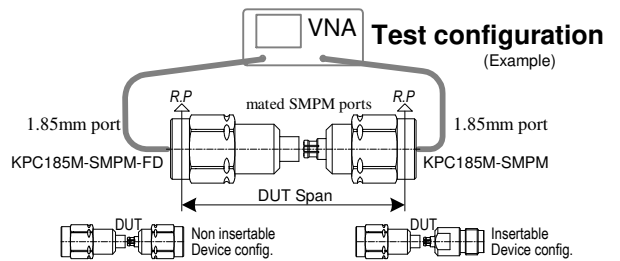 VNA
Test configuration
(Example)
R.P
mated SMPM ports
R.P
1.85mm port
1.85mm port
KPC185M-SMPM-FD
KPC185M-SMPM
DUT Span
DUT
Non insertable
Device config.
DUT
Insertable
Device config.